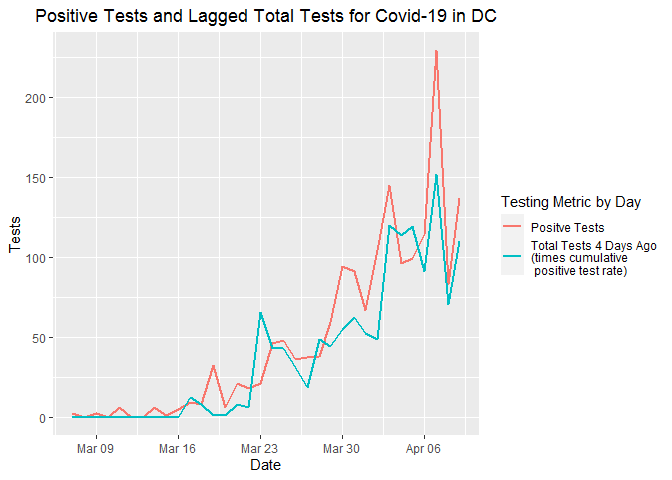 Positive Tests and Lagged Total Tests for Covid-19 in DC
200
150
100
50
0
Tests
Mar 09
Mar 16
Mar 23
Mar 30
Apr 06
Date
Testing Metric by Day
Positve Tests
Total Tests 4 Days Ago
(times cumulative
positive test rate)